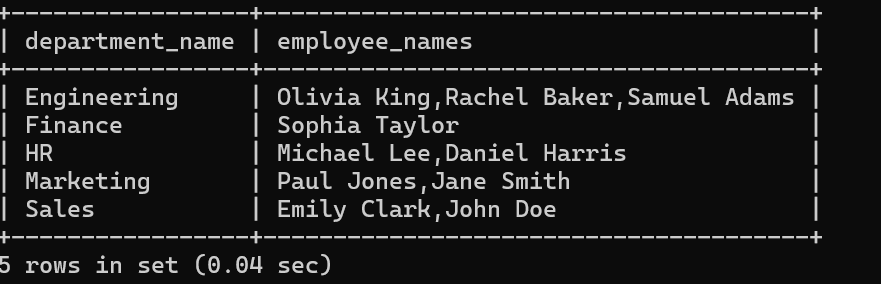 +-----------------+---------------------------------------+
| department_name | employee_names                        |
+-----------------+---------------------------------------+
| Engineering     | Olivia King,Rachel Baker,Samuel Adams |
| Finance         | Sophia Taylor                         |
| HR              | Michael Lee,Daniel Harris             |
| Marketing       | Paul Jones,Jane Smith                 |
| Sales           | Emily Clark,John Doe                  |
+-----------------+---------------------------------------+
5 rows in set (0.04 sec)